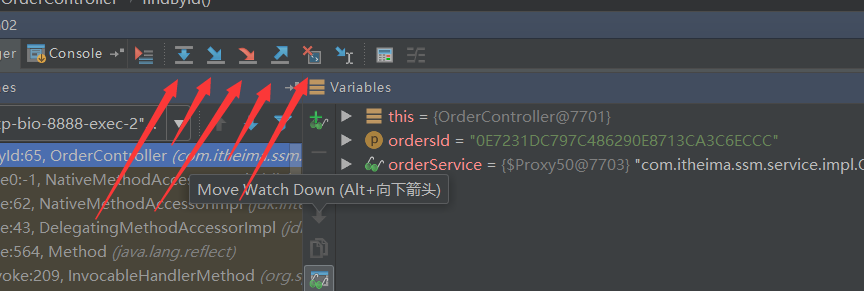 OrderController findById()
02
ger Console
es Variables
p-bio-8888-exec-2"...
this = {OrderController@7701}
ordersId = "0E7231DC797C486290E8713CA3C6ECCC"
orderService = {$Proxy50@7703} "com.itheima.ssm.service.impl.O
yId:65, OrderController (com.itheima.ssm
e0:-1, NativeMethodAccessorImpl
Move Watch Down (Alt+向下箭头)
e:62, NativeMethodAccessorImpl (jdk.inte
e:43, DelegatingMethodAccessorImpl (jd
e:564, Method (java.lang.reflect)
voke:209, InvocableHandlerMethod (org.s